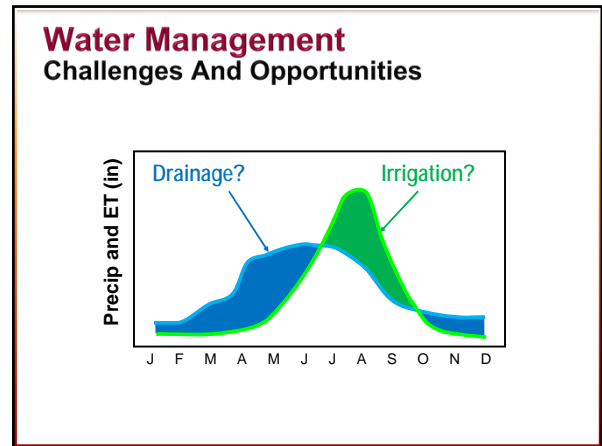 Water Management
Challenges And Opportunities
Drainage?
Irrigation?
Precip and ET (in)
J F M A M J J A S O N D